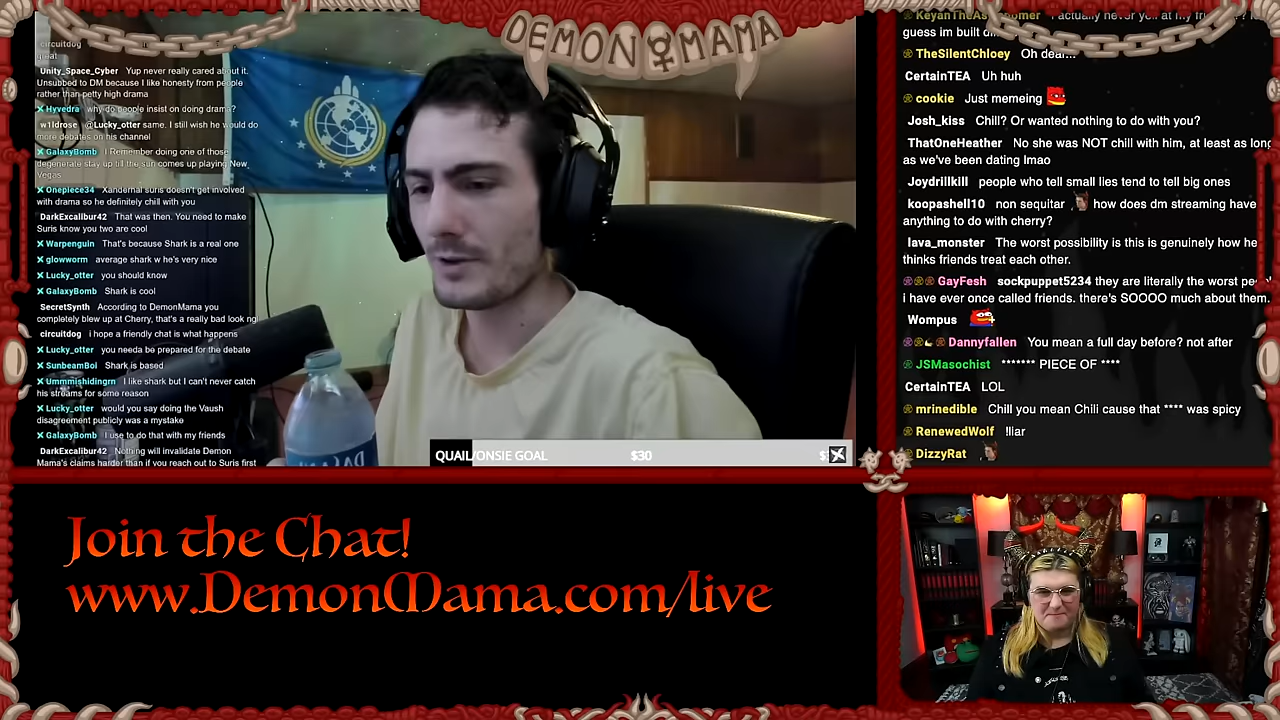 DEMON MAMA
circuitdog
great
Unity_Space_Cyber Yup never really cared about it.
Unsubbed to DM because I like honesty from people
rather than petty high drama
Hyvedra why do people insist on doing drama?
w1ldrose @Lucky_otter same. I still wish he would do
more debates on his channel
GalaxyBomb I Remember doing one of those
degenerate stay up till the sun comes up playing New
Vegas
Onepiece34 Xandernal suris doesn't get involved
with drama so he definitely chill with you
DarkExcalibur42 That was then. You need to make
Suris know you two are cool
Warpenguin That's because Shark is a real one
glowworm average shark w he's very nice
Lucky_otter you should know
GalaxyBomb Shark is cool
SecretSynth According to DemonMama you
completely blew up at Cherry, that's a really bad look ngl
circuitdog i hope a friendly chat is what happens
Lucky_otter you needa be prepared for the debate
SunbeamBoi Shark is based
Ummmishidingrn I like shark but I can't never catch
his streams for some reason
Lucky_otter would you say doing the Vaush
disagreement publicly was a mystake
GalaxyBomb I use to do that with my friends
DarkExcalibur42 Nothing will invalidate Demon
Mama's claims harder than if you reach out to Suris first
QUAIL/ONSIE GOAL $30
I actually never yell at my
guess im built
TheSilentChloey Oh dear...
CertainTEA Uh huh
cookie Just memeing
Josh_kiss Chill? Or wanted nothing to do with you?
ThatOneHeather No she was NOT chill with him, at least as long
as we've been dating lmao
Joydrillkill people who tell small lies tend to tell big ones
koopashell10 non sequitar how does dm streaming have
anything to do with cherry?
lava_monster The worst possibility is this is genuinely how he
thinks friends treat each other.
GayFesh sockpuppet5234 they are literally the worst
i have ever once called friends. there's SOOOO much about them.
Wompus
Dannyfallen You mean a full day before? not after
JSMasochist ******* PIECE OF ****
CertainTEA LOL
mrinedible Chill you mean Chili cause that **** was spicy
RenewedWolf !liar
DizzyRat
Join the Chat!
www.DemonMama.com/live